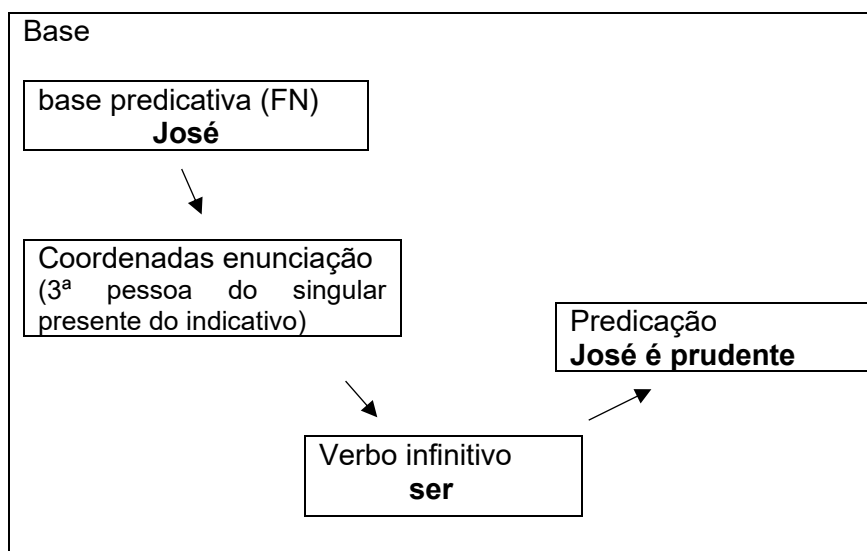 Base
base predicativa (FN)
José
Coordenadas enunciação
(3ª pessoa do singular
presente do indicativo)
Predicação
José é prudente
Verbo infinitivo
ser